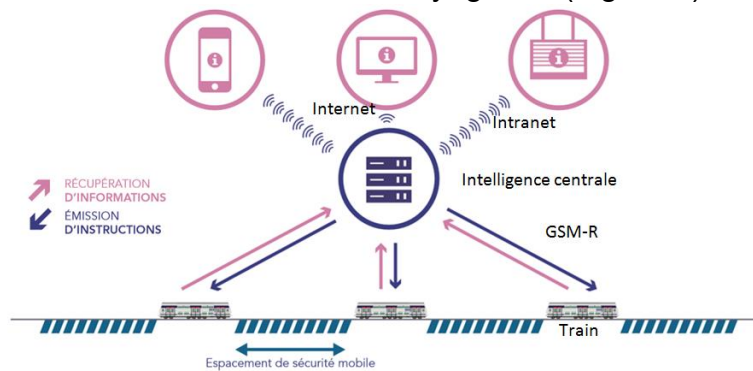 Internet
Intranet
Intelligence centrale
RÉCUPÉRATION
D'INFORMATIONS
ÉMISSION
D'INSTRUCTIONS
GSM-R
Train
Espacement de sécurité mobile